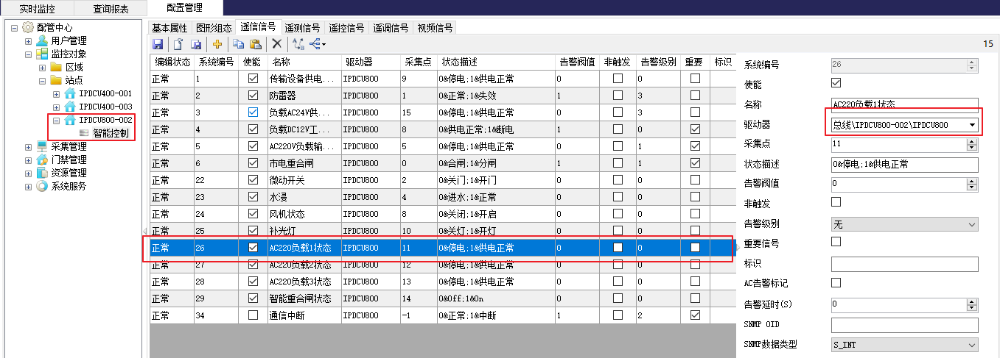 实时监控 查询报表 配置管理
配管中心
用户管理
监控对象
区域
站点
IPDCU400-001
IPDCU400-003
IPDCU800-002
智能控制
采集管理
门禁管理
资源管理
系统服务
基本属性 图形组态 遥信信号 遥测信号 遥控信号 遥调信号 视频信号
15
编辑状态 系统编号 使能 名称 驱动器 采集点 状态描述 告警阀值 非触发 告警级别 重要 标识
正常 1 传输设备供电... IPDCU800 9 0&停电;1&供电正常 0 0
正常 2 防雷器 IPDCU800 1 0&正常;1&失效 1 3
正常 3 负载AC24V供... IPDCU800 15 0&停电;1&供电正常 0 3
正常 4 负载DC12V工... IPDCU800 8 0&供电正常;1&断电 1 0
正常 5 AC220V负载输... IPDCU800 5 0&停电;1&供电正常 0 1
正常 6 市电重合闸 IPDCU800 0 0&合闸;1&分闸 1 1
正常 22 微动开关 IPDCU800 2 0&关门;1&开门 0 0
正常 23 水浸 IPDCU800 4 0&进水;1&正常 0 0
正常 24 风机状态 IPDCU800 8 0&关闭;1&开启 0 0
正常 25 补光灯 IPDCU800 10 0&关灯;1&开灯 0 0
正常 26 AC220负载1状态 IPDCU800 11 0&停电;1&供电正常 0 0
正常 27 AC220负载2状态 IPDCU800 12 0&停电;1&供电正常 0 0
正常 28 AC220负载3状态 IPDCU800 13 0&停电;1&供电正常 0 0
正常 29 智能重合闸状态 IPDCU800 14 0&Off;1&On 0 0
正常 34 通信中断 IPDCU800 -1 0&正常;1&中断 1 2
系统编号 26
使能
名称 AC220负载1状态
驱动器 总线\IPDCU800-002\IPDCU800
采集点 11
状态描述 0&停电;1&供电正常
告警阀值 0
非触发
告警级别 无
重要信号
标识
AC告警标记
告警延时(S) 0
SNMP OID
SNMP数据类型 S_INT